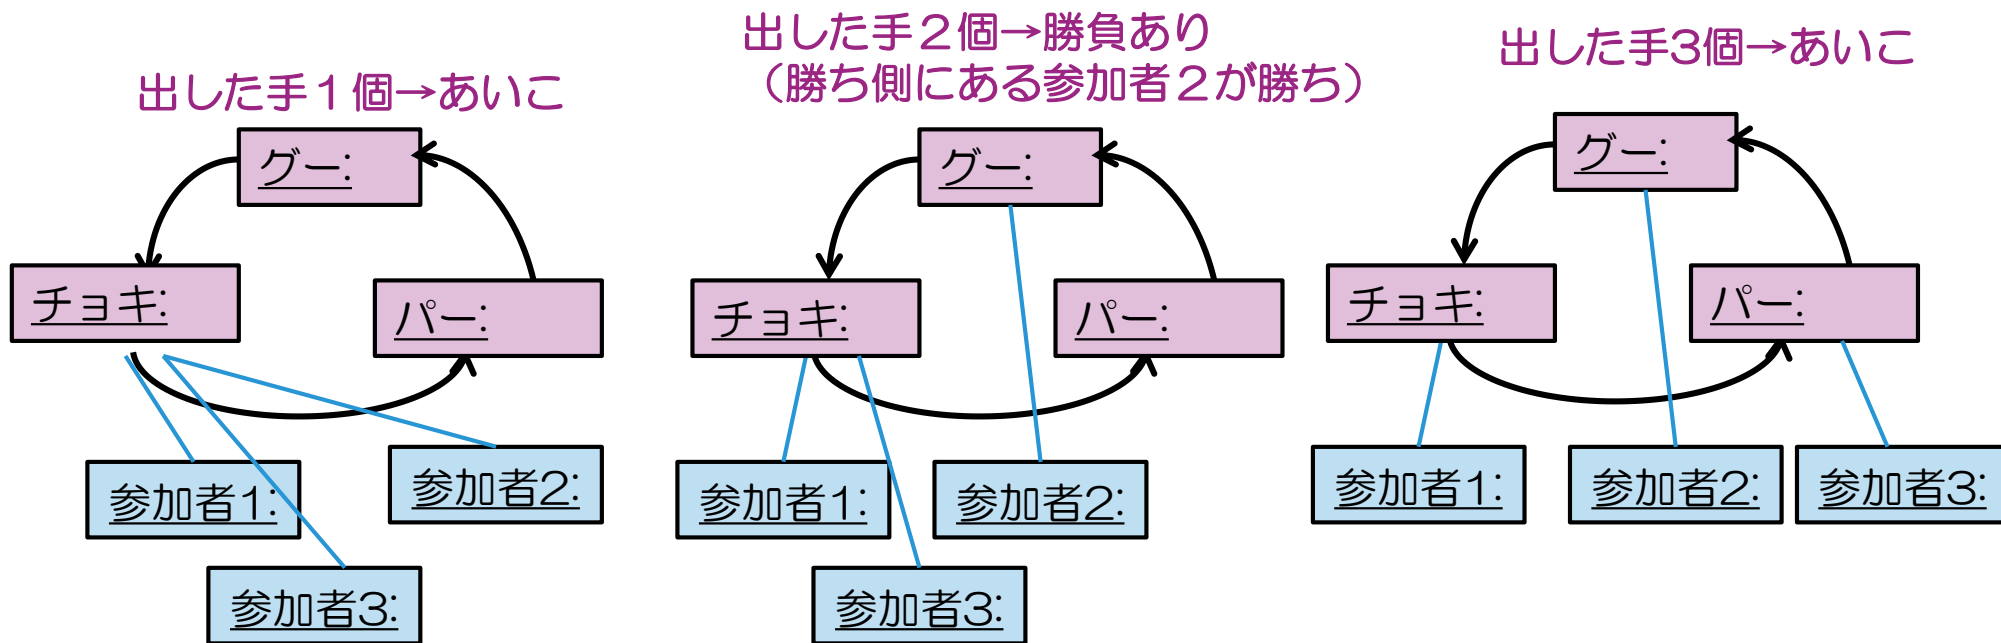 出した手１個→あいこ
グー:
チョキ:
パー:
参加者1:
参加者2:
参加者3:
出した手２個→勝負あり
（勝ち側にある参加者２が勝ち）
グー:
チョキ:
パー:
参加者1:
参加者2:
参加者3:
出した手3個→あいこ
グー:
チョキ:
パー:
参加者1:
参加者2:
参加者3: